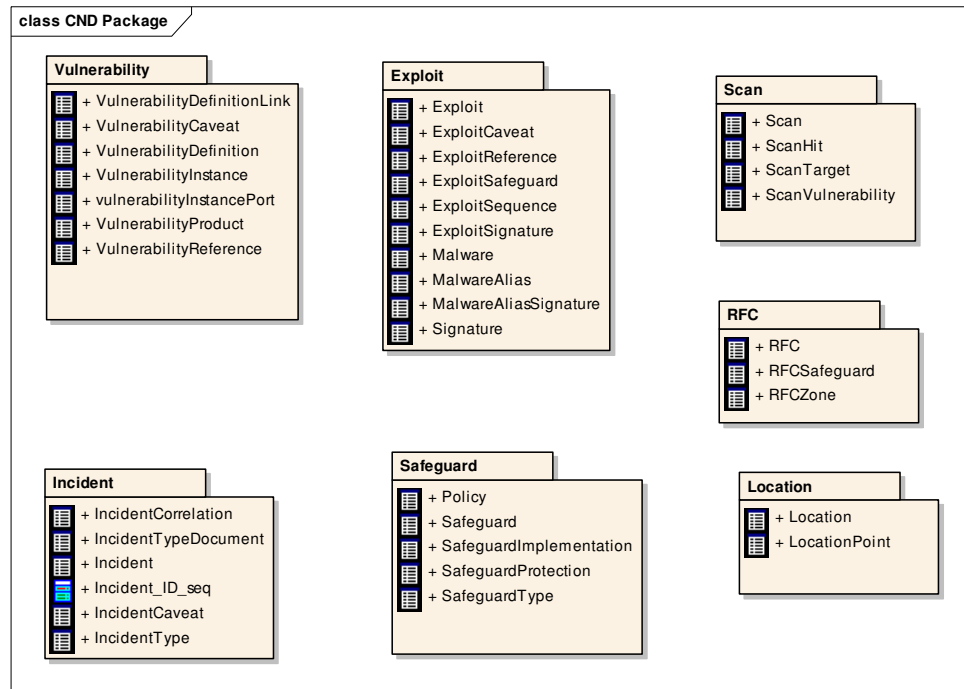 class CND Package
Vulnerability
+ VulnerabilityDefinitionLink
+ VulnerabilityCaveat
+ VulnerabilityDefinition
+ VulnerabilityInstance
+ vulnerabilityInstancePort
+ VulnerabilityProduct
+ VulnerabilityReference
Exploit
+ Exploit
+ ExploitCaveat
+ ExploitReference
+ ExploitSafeguard
+ ExploitSequence
+ ExploitSignature
+ Malware
+ MalwareAlias
+ MalwareAliasSignature
+ Signature
Scan
+ Scan
+ ScanHit
+ ScanTarget
+ ScanVulnerability
RFC
+ RFC
+ RFCSafeguard
+ RFCZone
Incident
+ IncidentCorrelation
+ IncidentTypeDocument
+ Incident
+ Incident_ID_seq
+ IncidentCaveat
+ IncidentType
Safeguard
+ Policy
+ Safeguard
+ SafeguardImplementation
+ SafeguardProtection
+ SafeguardType
Location
+ Location
+ LocationPoint